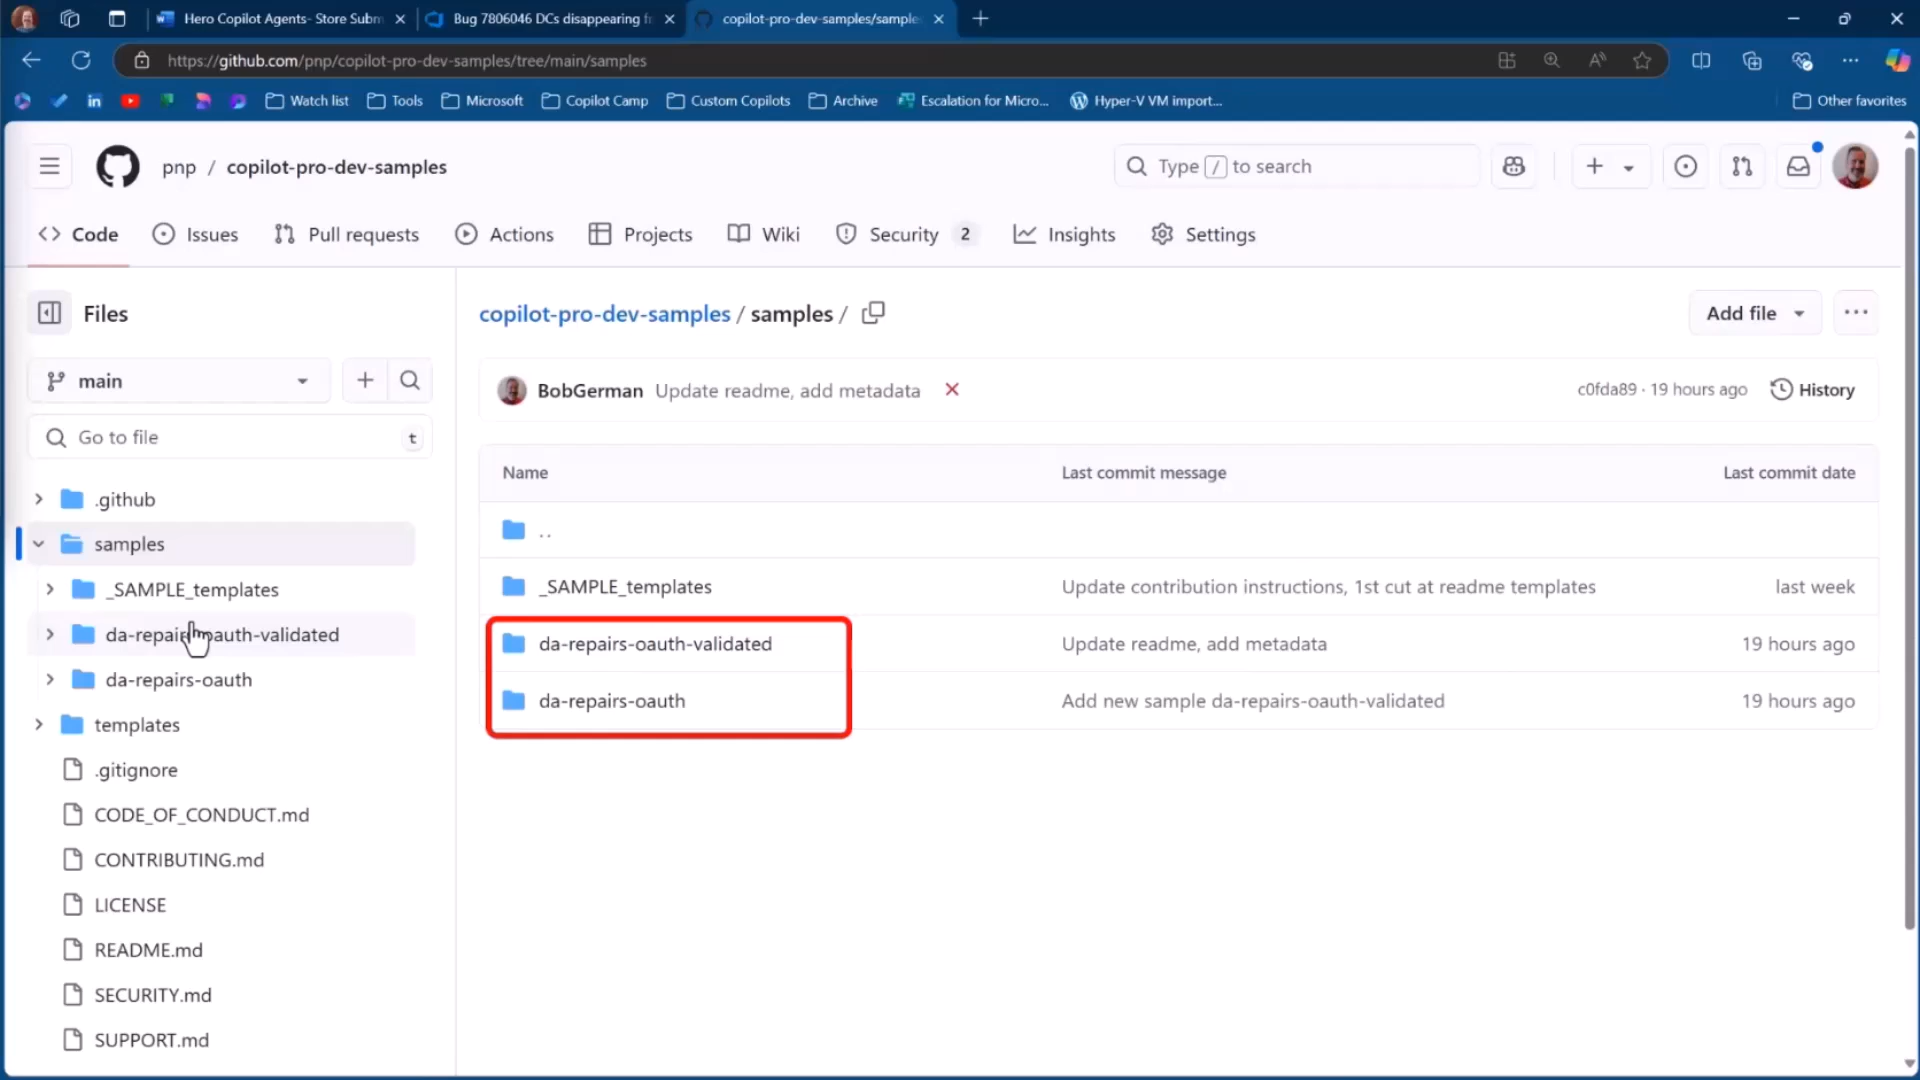 Hero Copilot Agents- Store Subm
Bug 7806046 DCs disappearing fr
copilot-pro-dev-samples/sample
https://github.com/pnp/copilot-pro-dev-samples/tree/main/samples
Watch list
Tools
Microsoft
Copilot Camp
Custom Copilots
Archive
Escalation for Micro...
Hyper-V VM import...
Other favorites
pnp / copilot-pro-dev-samples
Type / to search
Code
Issues
Pull requests
Actions
Projects
Wiki
Security 2
Insights
Settings
Files
main
Go to file t
.github
samples
_SAMPLE_templates
da-repairs-oauth-validated
da-repairs-oauth
templates
.gitignore
CODE_OF_CONDUCT.md
CONTRIBUTING.md
LICENSE
README.md
SECURITY.md
SUPPORT.md
copilot-pro-dev-samples / samples /
Add file
BobGerman Update readme, add metadata
c0fda89 · 19 hours ago
History
Name Last commit message Last commit date
..
_SAMPLE_templates Update contribution instructions, 1st cut at readme templates last week
da-repairs-oauth-validated Update readme, add metadata 19 hours ago
da-repairs-oauth Add new sample da-repairs-oauth-validated 19 hours ago